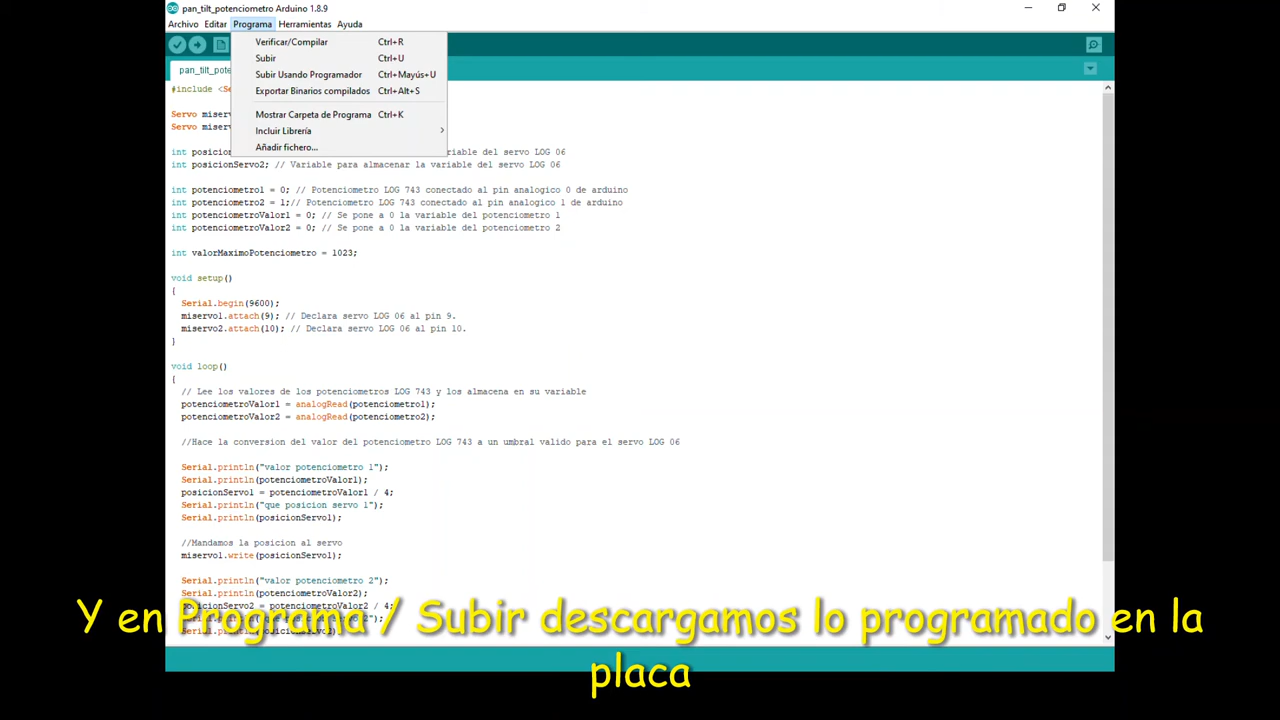 pan_tilt_potenciometro Arduino 1.8.9
Archivo Editar Programa Herramientas Ayuda
Verificar/Compilar Ctrl+R
Subir Ctrl+U
Subir Usando Programador Ctrl+Mayús+U
Exportar Binarios compilados Ctrl+Alt+S
Mostrar Carpeta de Programa Ctrl+K
Incluir Librería
Añadir fichero...
pan_tilt_pote
#include <Se
Servo miserv
Servo miserv
int posicion riable del servo LOG 06
int posicionServo2; // Variable para almacenar la variable del servo LOG 06
int potenciometro1 = 0; // Potenciometro LOG 743 conectado al pin analogico 0 de arduino
int potenciometro2 = 1;// Potenciometro LOG 743 conectado al pin analogico 1 de arduino
int potenciometroValor1 = 0; // Se pone a 0 la variable del potenciometro 1
int potenciometroValor2 = 0; // Se pone a 0 la variable del potenciometro 2
int valorMaximoPotenciometro = 1023;
void setup()
{
Serial.begin(9600);
miservo1.attach(9); // Declara servo LOG 06 al pin 9.
miservo2.attach(10); // Declara servo LOG 06 al pin 10.
}
void loop()
{
// Lee los valores de los potenciometros LOG 743 y los almacena en su variable
potenciometroValor1 = analogRead(potenciometro1);
potenciometroValor2 = analogRead(potenciometro2);
//Hace la conversion del valor del potenciometro LOG 743 a un umbral valido para el servo LOG 06
Serial.println("valor potenciometro 1");
Serial.println(potenciometroValor1);
posicionServo1 = potenciometroValor1 / 4;
Serial.println("que posicion servo 1");
Serial.println(posicionServo1);
//Mandamos la posicion al servo
miservo1.write(posicionServo1);
Serial.println("valor potenciometro 2");
Serial.println(potenciometroValor2);
posicionServo2 = potenciometroValor2 / 4;
Serial.println(posicionServo2)
Y en Programa / Subir descargamos lo programado en la
placa